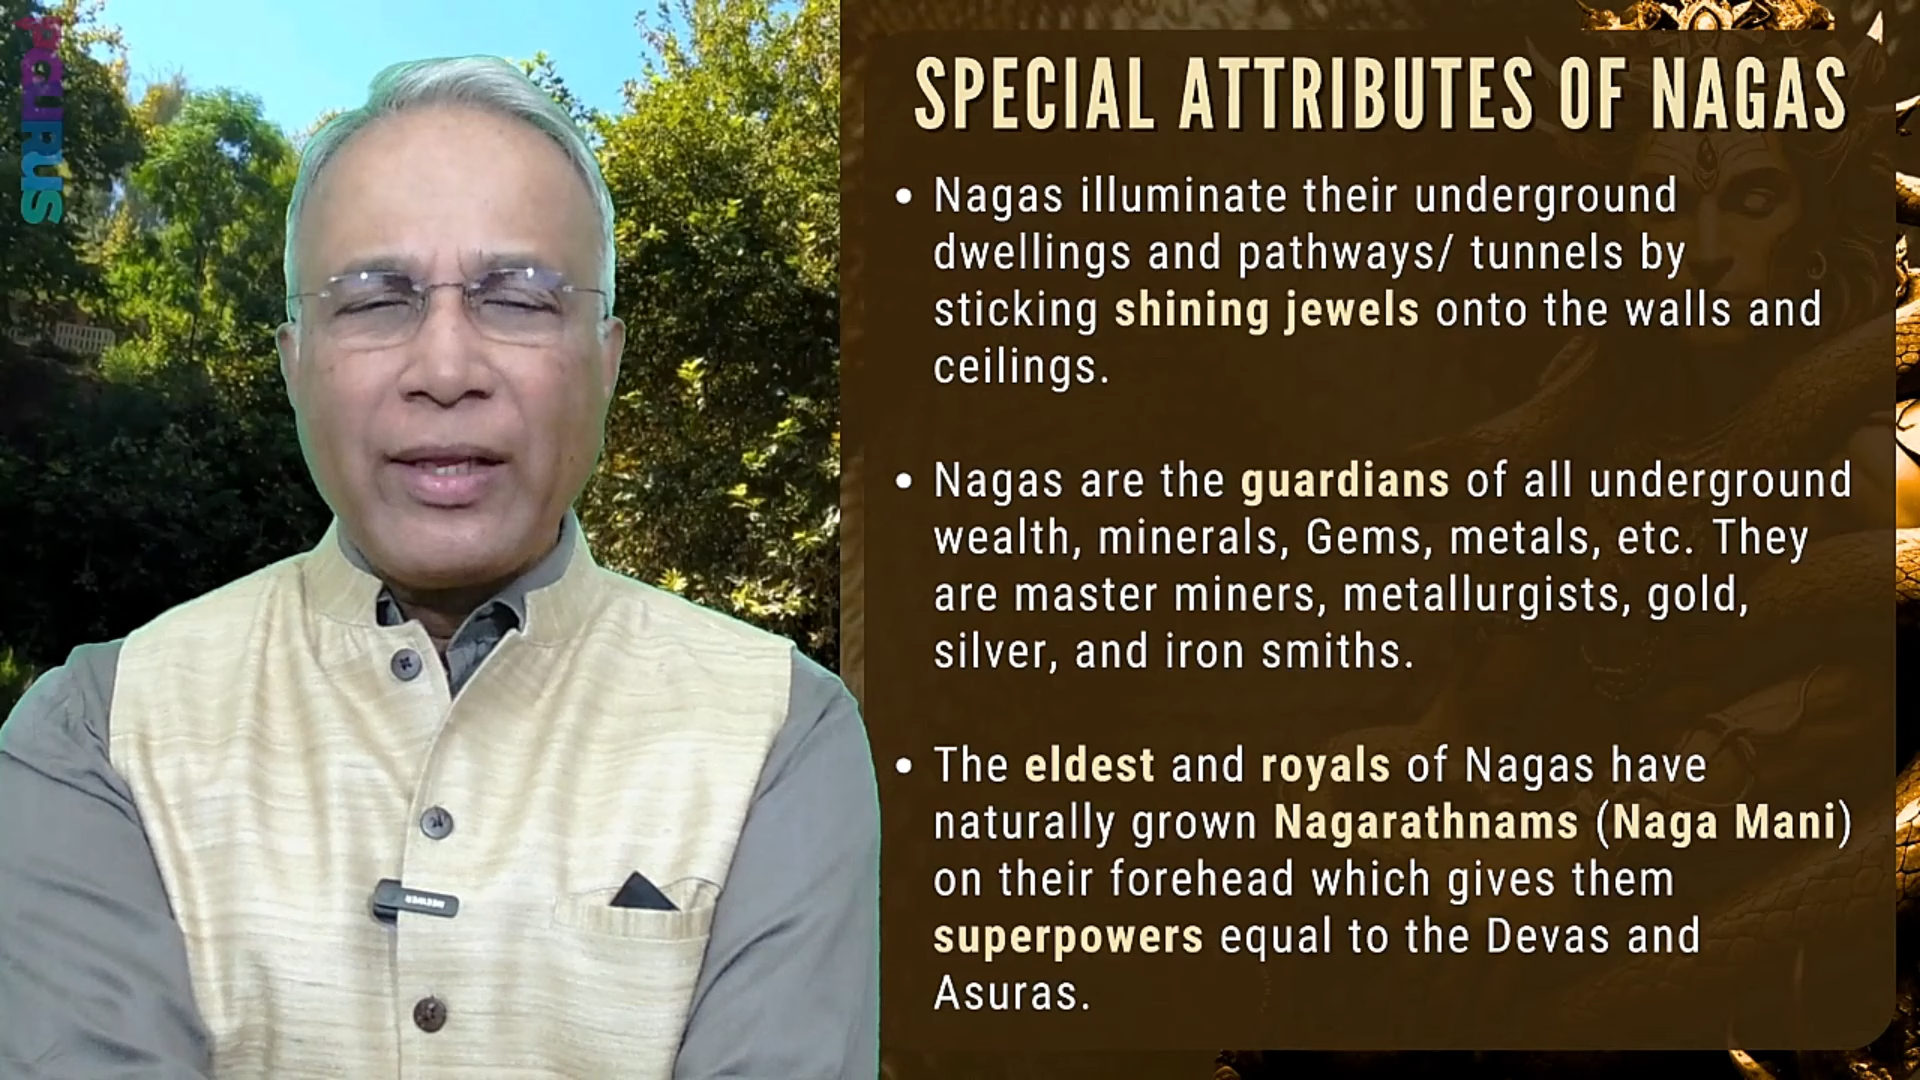 PGURUS
SPECIAL ATTRIBUTES OF NAGAS
• Nagas illuminate their underground
dwellings and pathways/ tunnels by
sticking shining jewels onto the walls and
ceilings.
• Nagas are the guardians of all underground
wealth, minerals, Gems, metals, etc. They
are master miners, metallurgists, gold,
silver, and iron smiths.
• The eldest and royals of Nagas have
naturally grown Nagarathnams (Naga Mani)
on their forehead which gives them
superpowers equal to the Devas and
Asuras.
NEEWER